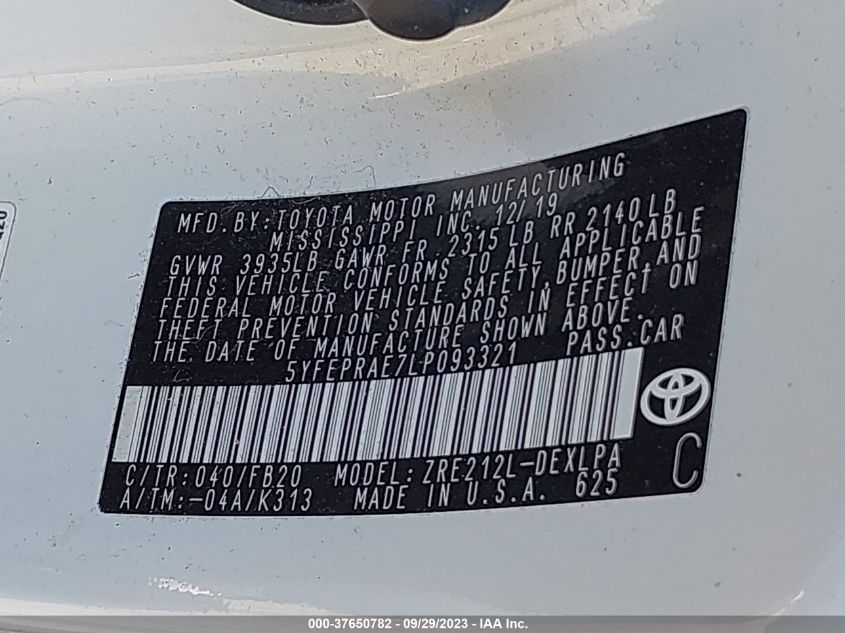 MFD. BY: TOYOTA MOTOR MANUFACTURING
MISSISSIPPI INC. 12/19
GVWR 3935LB GAWR FR 2315 LB RR 2140 LB
THIS VEHICLE CONFORMS TO ALL APPLICABLE
FEDERAL MOTOR VEHICLE SAFETY, BUMPER, AND
THEFT PREVENTION STANDARDS IN EFFECT ON
THE DATE OF MANUFACTURE SHOWN ABOVE.
5YFEPRAE7LP093321 PASS. CAR
C/TR: 040/FB20 MODEL: ZRE212L-DEXLPA C
A/TM: -04A/K313 MADE IN U.S.A. 625
000-37650782 - 09/29/2023 - IAA Inc.